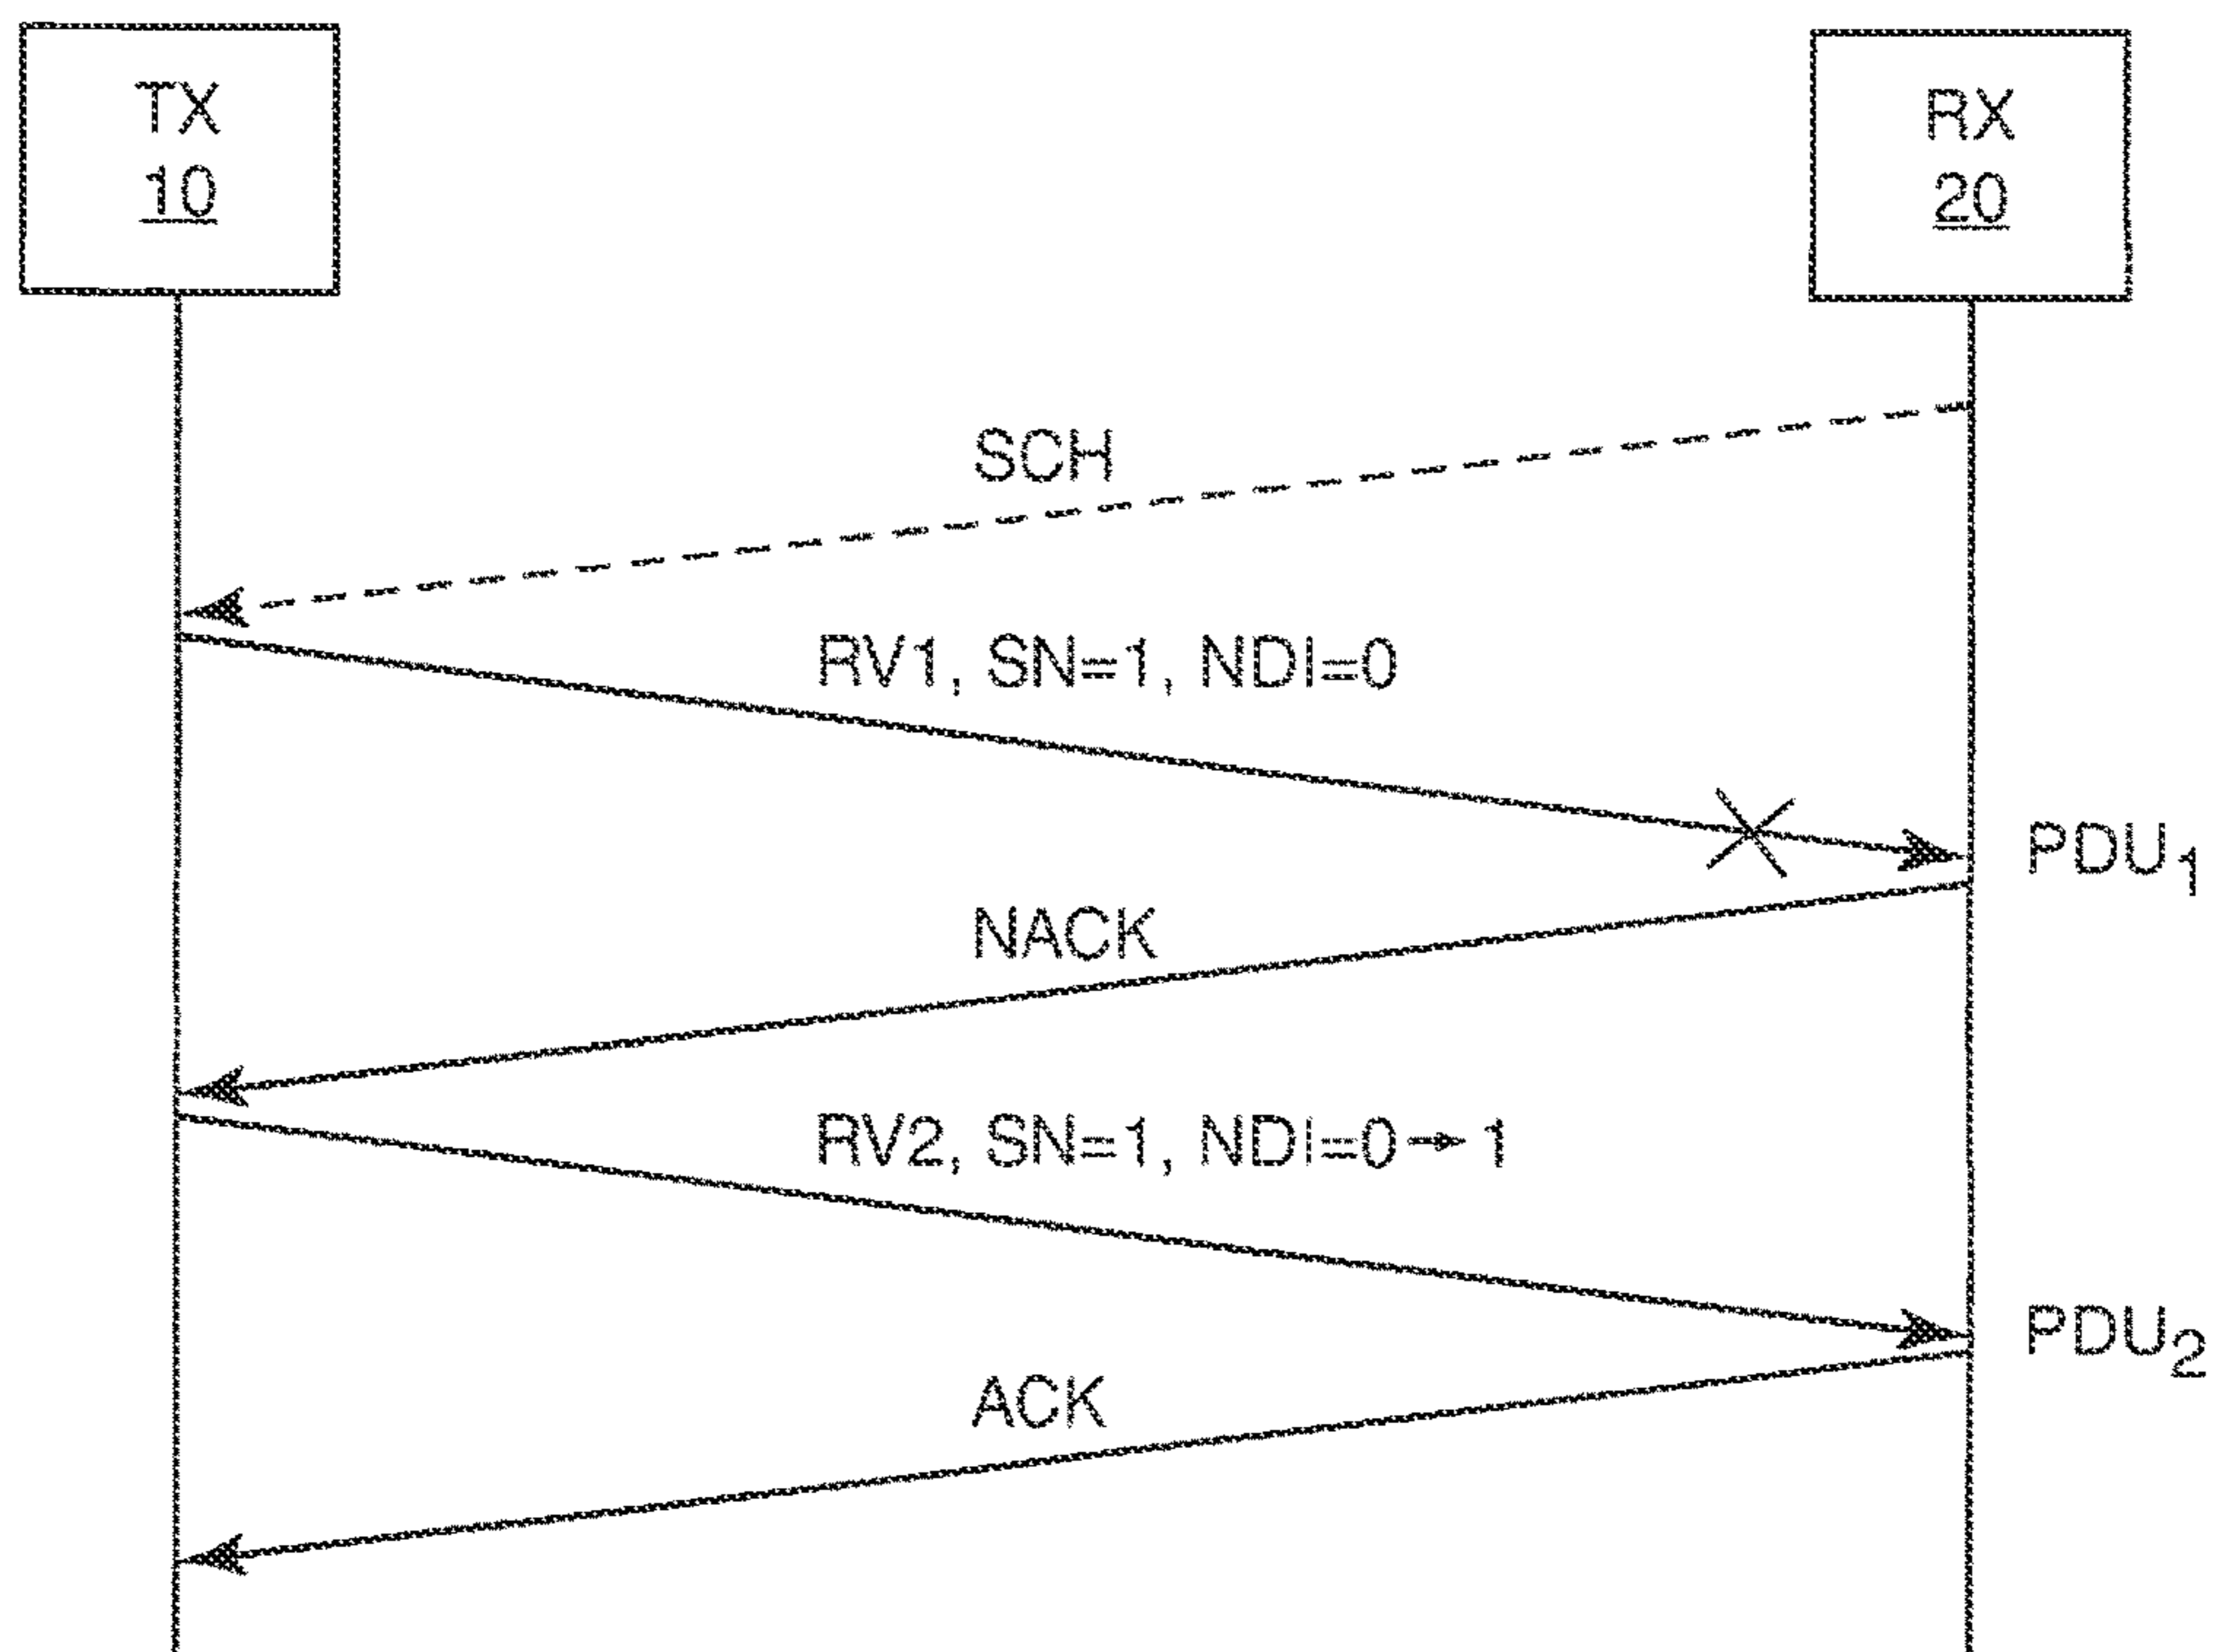 TX
10
RX
20
SCH
RV1, SN=1, NDI=0
PDU1
NACK
RV2, SN=1, NDI=0→1
PDU2
ACK